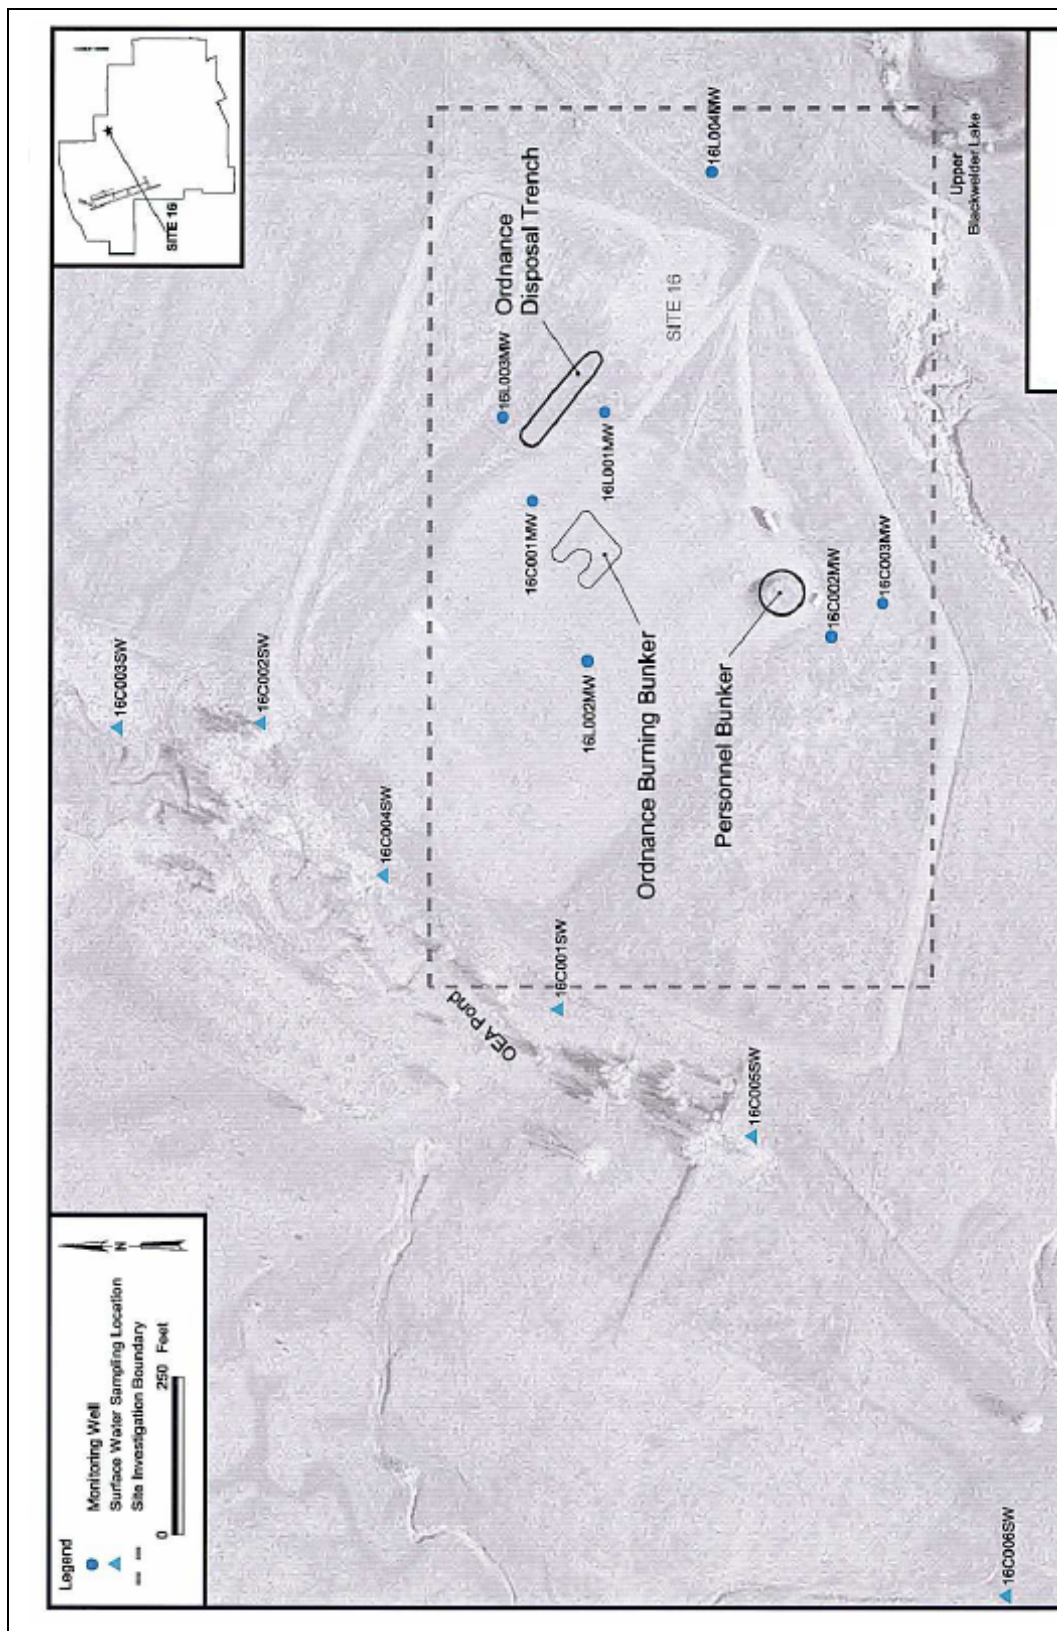 SITE 16
16C003SW
16C002SW
16C004SW
OEA Pond
16C001SW
16C005SW
16C006SW
16L004MW
Upper
Blackwelder Lake
Ordnance
Disposal Trench
SITE 16
16L003MW
16L001MW
16C001MW
16L002MW
Ordnance Burning Bunker
Personnel Bunker
16C002MW
16C003MW
Legend
Monitoring Well
Surface Water Sampling Location
Site Investigation Boundary
N
0 250 Feet